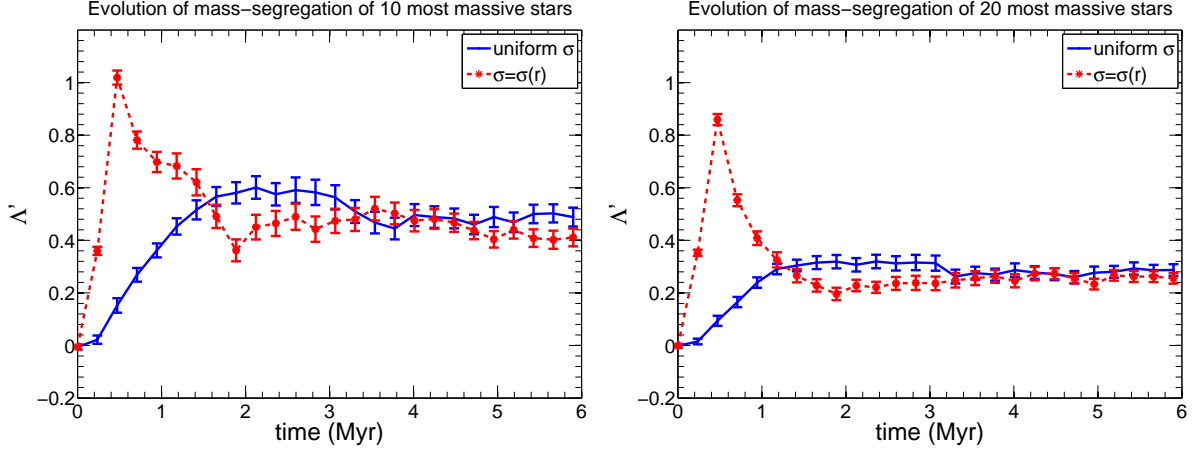 Evolution of mass−segregation of 10 most massive stars
uniform σ
σ=σ(r)
1
0.8
0.6
0.4
0.2
0
−0.2
Λ'
0 1 2 3 4 5 6
time (Myr)
Evolution of mass−segregation of 20 most massive stars
uniform σ
σ=σ(r)
1
0.8
0.6
0.4
0.2
0
−0.2
Λ'
0 1 2 3 4 5 6
time (Myr)